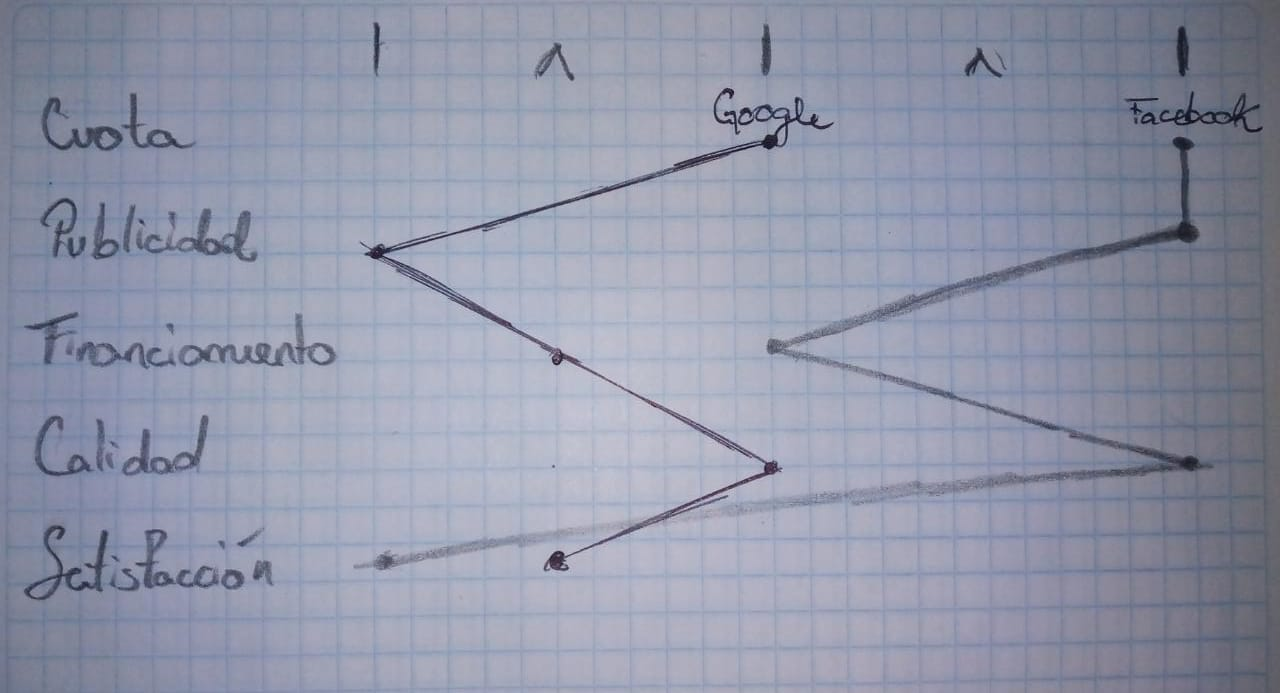 Google Facebook
Cuota
Publicidad
Financiamiento
Calidad
Satisfacción